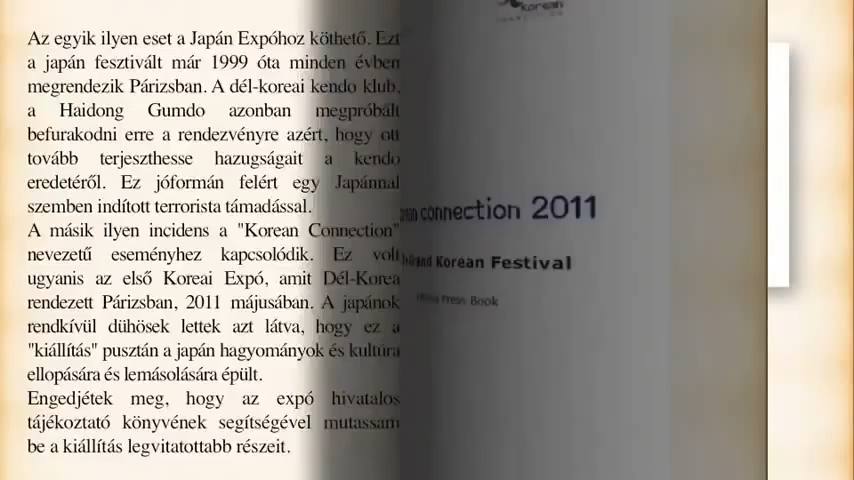 Az egyik ilyen eset a Japán Expóhoz köthető. Ezt
a japán fesztivált már 1999 óta minden évben
megrendezik Párizsban. A dél-koreai kendo klub,
a Haidong Gumdo azonban megpróbált
befurakodni erre a rendezvényre azért, hogy ott
tovább terjeszthesse hazugságait a kendo
eredetéről. Ez jóformán felért egy Japánnal
szemben indított terrorista támadással.
A másik ilyen incidens a "Korean Connection"
nevezetű eseményhez kapcsolódik. Ez volt
ugyanis az első Koreai Expó, amit Dél-Korea
rendezett Párizsban, 2011 májusában. A japánok
rendkívül dühösek lettek azt látva, hogy ez a
"kiállítás" pusztán a japán hagyományok és kultúra
ellopására és lemásolására épült.
Engedjétek meg, hogy az expó hivatalos
tájékoztató könyvének segítségével mutassam
be a kiállítás legvitatottabb részeit.
Korean
connection 2011
Korean Festival
Press Book